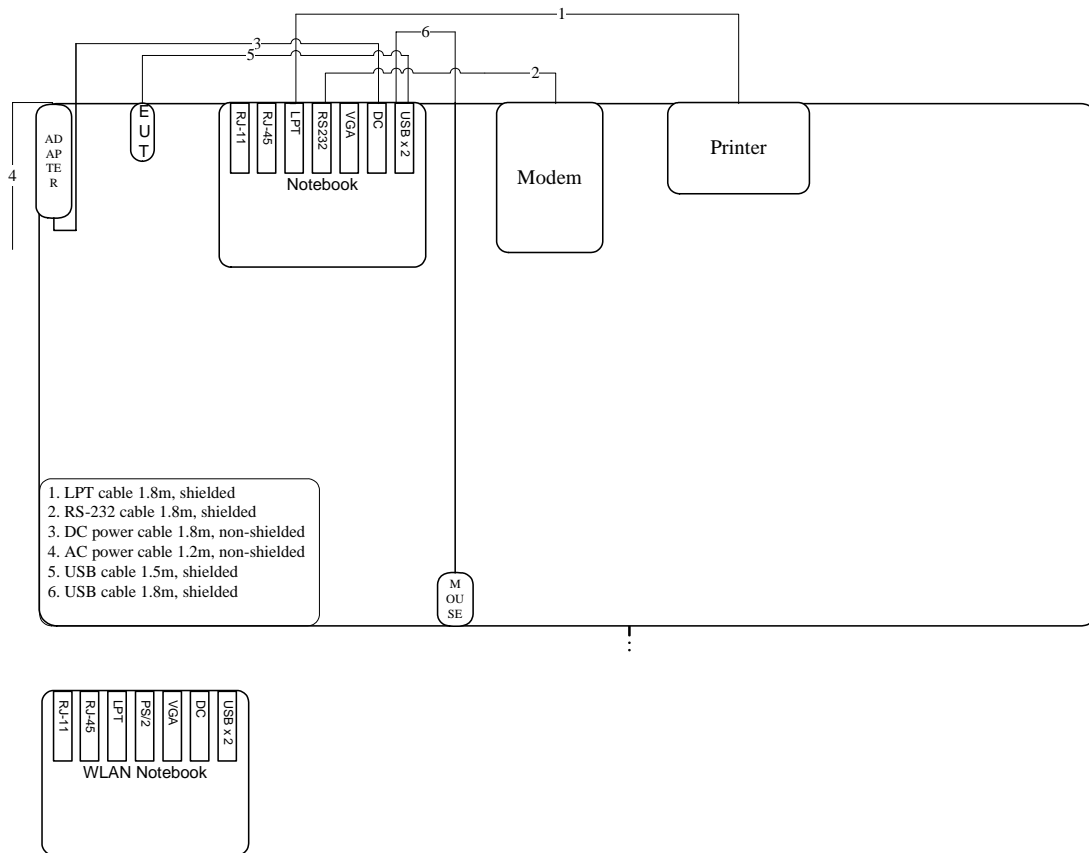 1
3
6
5
2
4
AD
AP
TE
R
E
U
T
RJ-11
RJ-45
LPT
RS232
VGA
DC
USB x 2
Notebook
Modem
Printer
1. LPT cable 1.8m, shielded
2. RS-232 cable 1.8m, shielded
3. DC power cable 1.8m, non-shielded
4. AC power cable 1.2m, non-shielded
5. USB cable 1.5m, shielded
6. USB cable 1.8m, shielded
M
OU
SE
RJ-11
RJ-45
LPT
PS/2
VGA
DC
USB x 2
WLAN Notebook